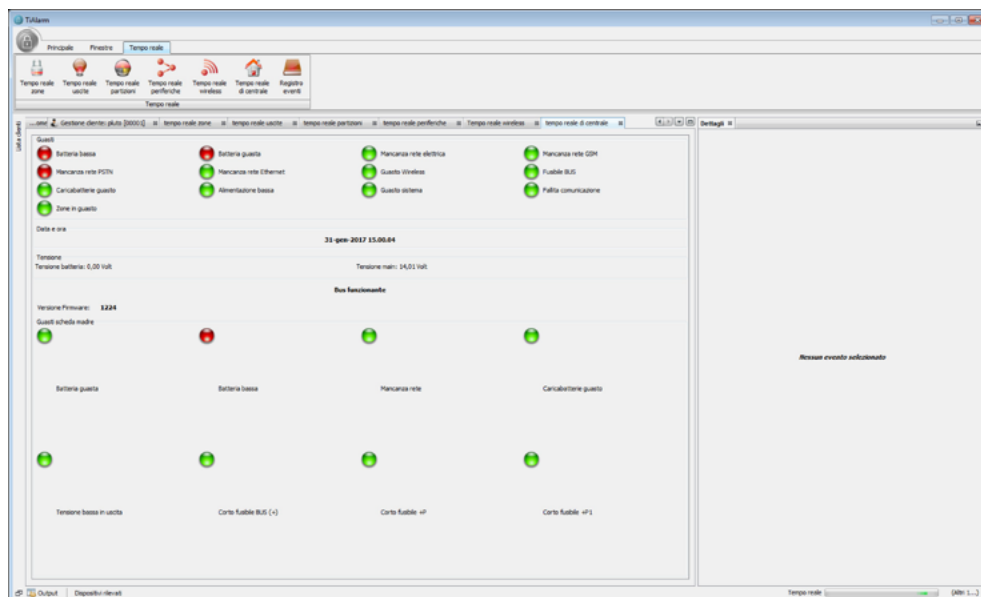 TiAlarm
Principale Finestre Tempo reale
Tempo reale zone
Tempo reale uscite
Tempo reale partizioni
Tempo reale periferiche
Tempo reale wireless
Tempo reale di centrale
Registro eventi
Tempo reale
Lista clienti
Gestione cliente: pluto [00001] tempo reale zone tempo reale uscite tempo reale partizioni tempo reale periferiche Tempo reale wireless tempo reale di centrale
Dettagli
Guasti
Batteria bassa Batteria guasta Mancanza rete elettrica Mancanza rete GSM
Mancanza rete PSTN Mancanza rete Ethernet Guasto Wireless Fusibile BUS
Caricabatterie guasto Alimentazione bassa Guasto sistema Fallita comunicazione
Zone in guasto
Data e ora
31-gen-2017 15.00.04
Tensione
Tensione batteria: 0,00 Volt Tensione main: 14,01 Volt
Bus funzionante
Versione Firmware: 1224
Guasti scheda madre
Batteria guasta Batteria bassa Mancanza rete Caricabatterie guasto
Tensione bassa in uscita Corto fusibile BUS (+) Corto fusibile +P Corto fusibile +P1
Nessun evento selezionato
Output Dispositivi rilevati
Tempo reale (Altri 1...)